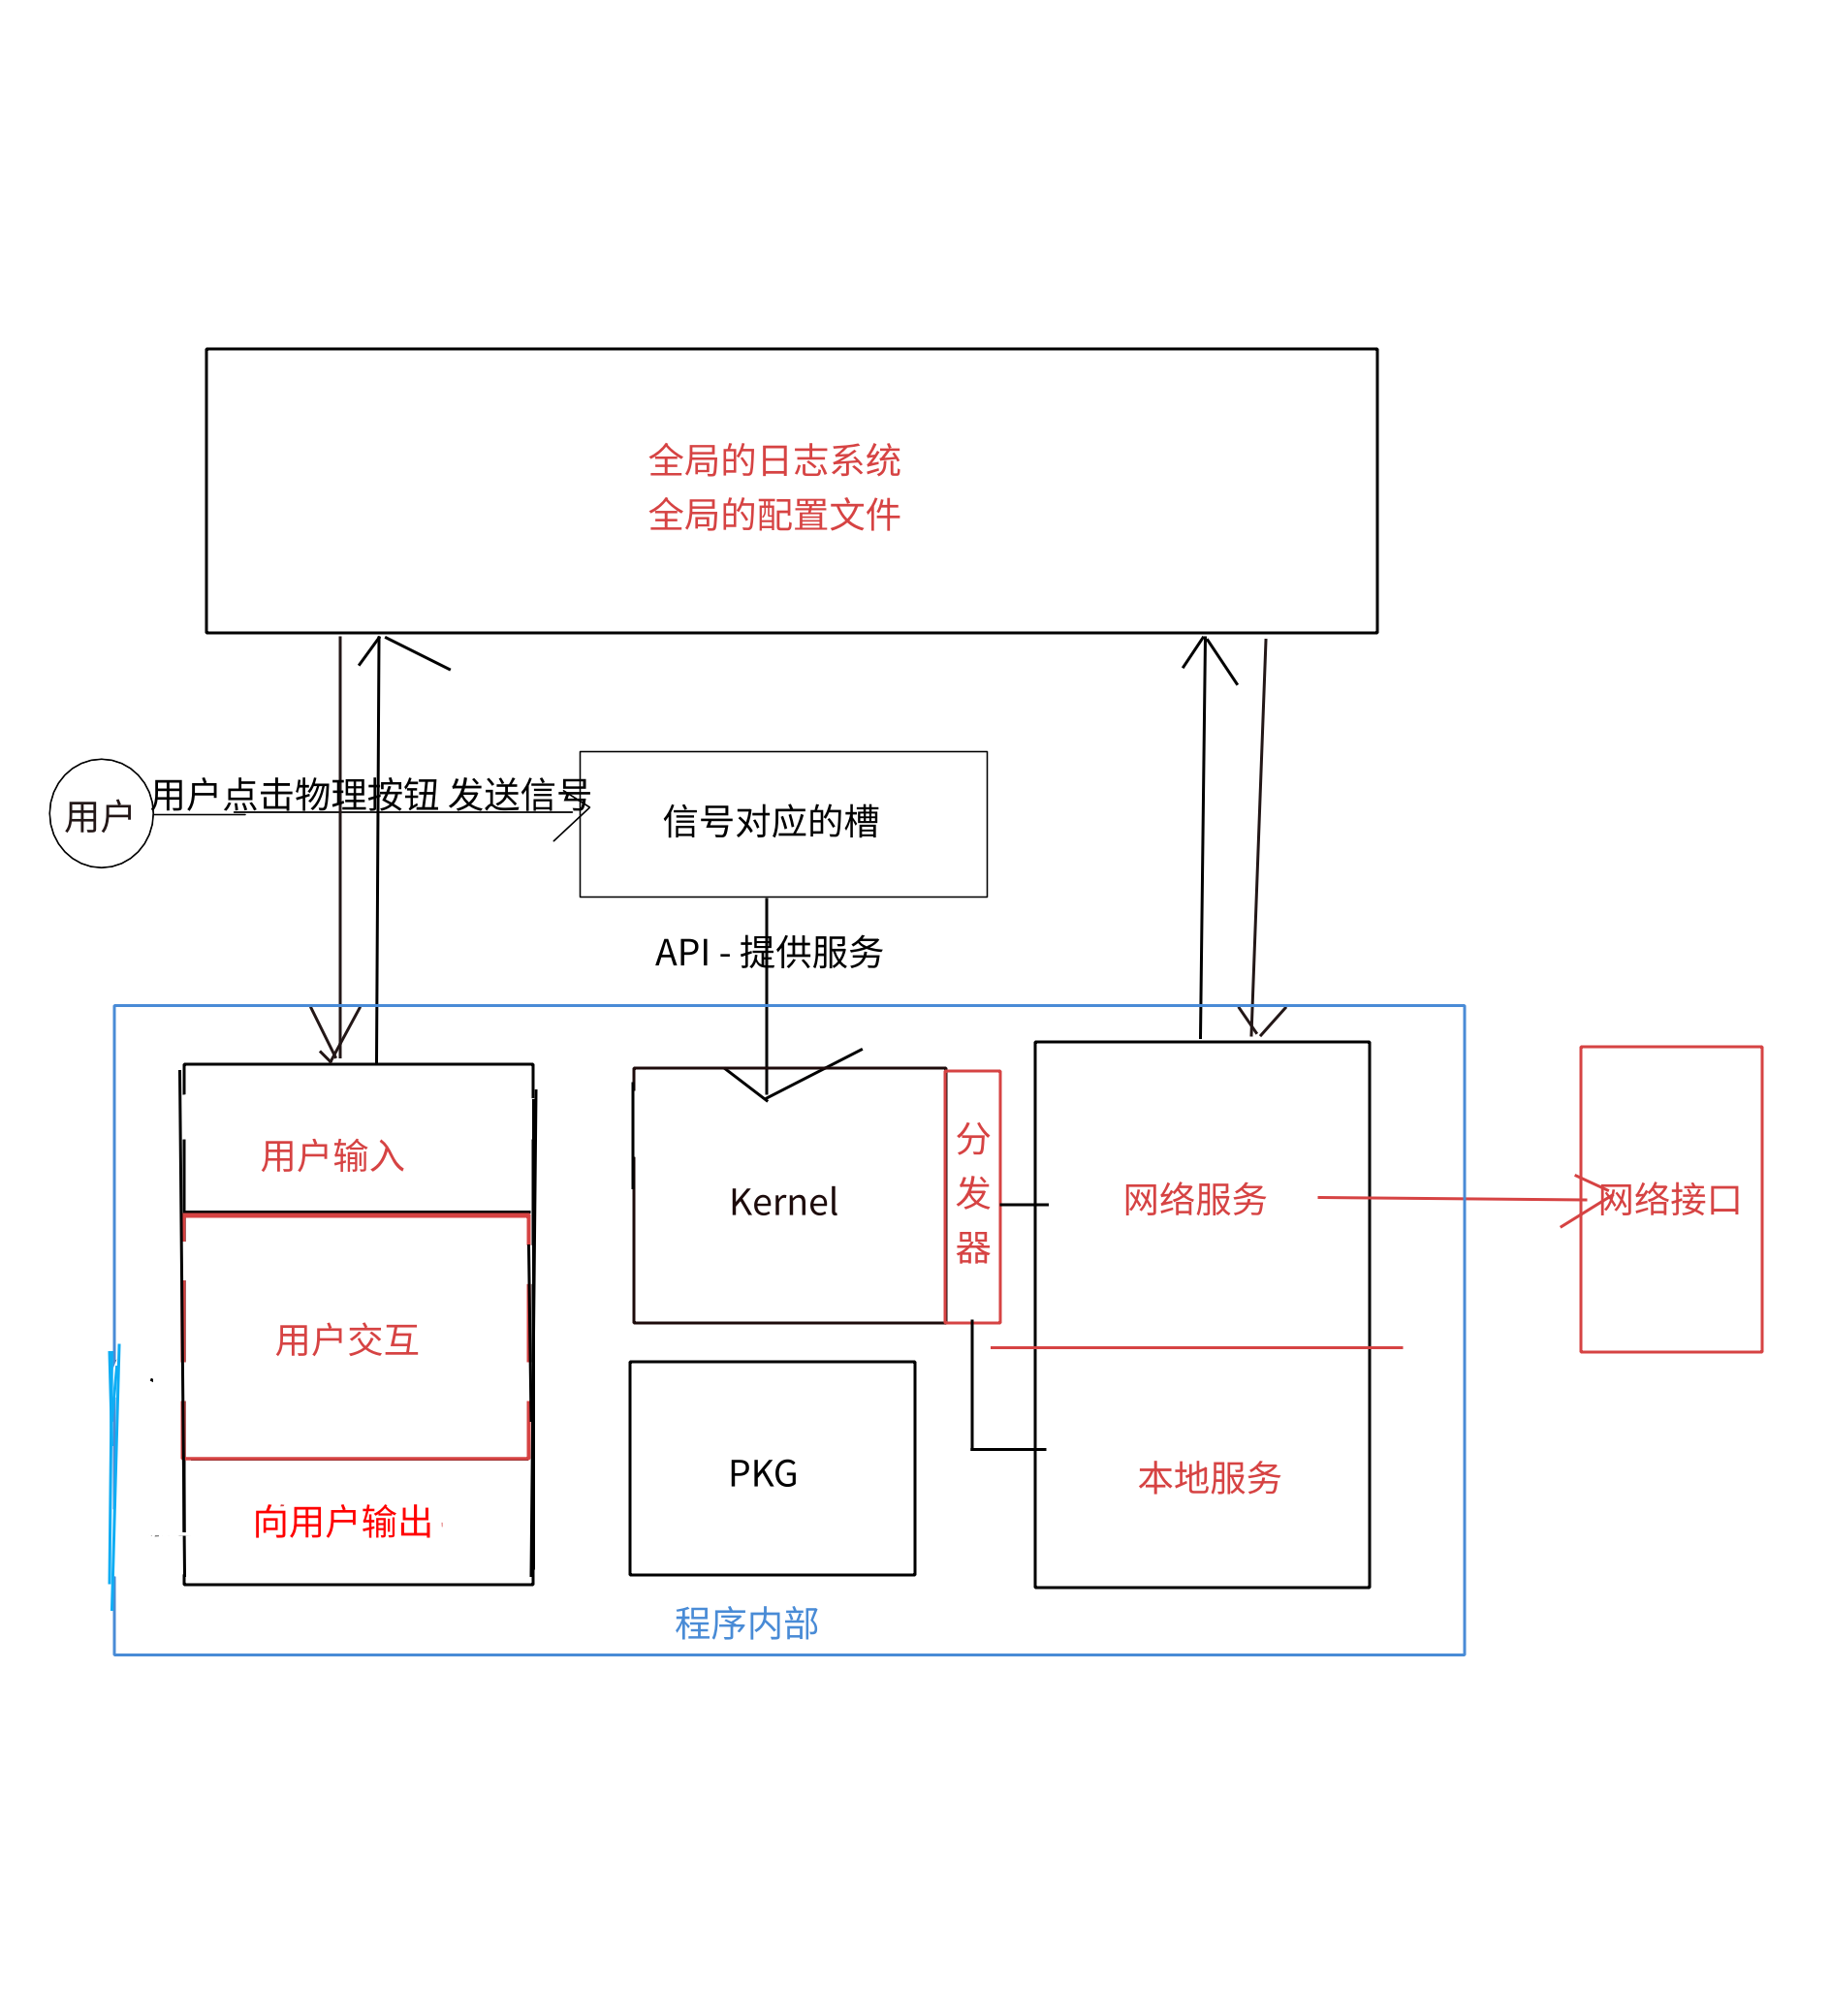 全局的日志系统
全局的配置文件
用户
用户点击物理按钮 发送信号
信号对应的槽
API - 提供服务
用户输入
用户交互
向用户输出
Kernel
分
发
器
PKG
网络服务
本地服务
网络接口
程序内部